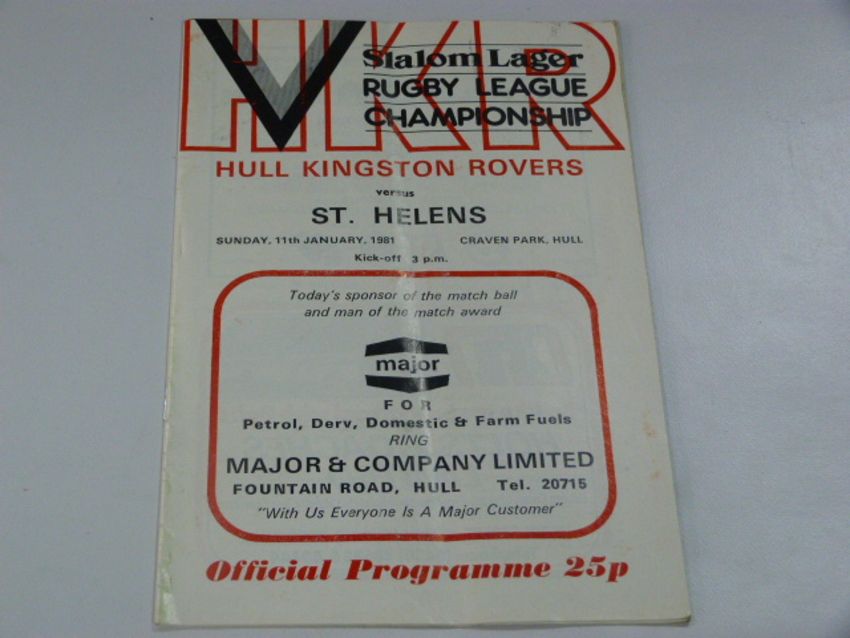 HKR
Slalom Lager
RUGBY LEAGUE
CHAMPIONSHIP
HULL KINGSTON ROVERS
versus
ST. HELENS
SUNDAY, 11th JANUARY, 1981 CRAVEN PARK, HULL
Kick-off 3 p.m.
Today's sponsor of the match ball
and man of the match award
major
FOR
Petrol, Derv, Domestic & Farm Fuels
RING
MAJOR & COMPANY LIMITED
FOUNTAIN ROAD, HULL Tel. 20715
"With Us Everyone Is A Major Customer"
Official Programme 25p